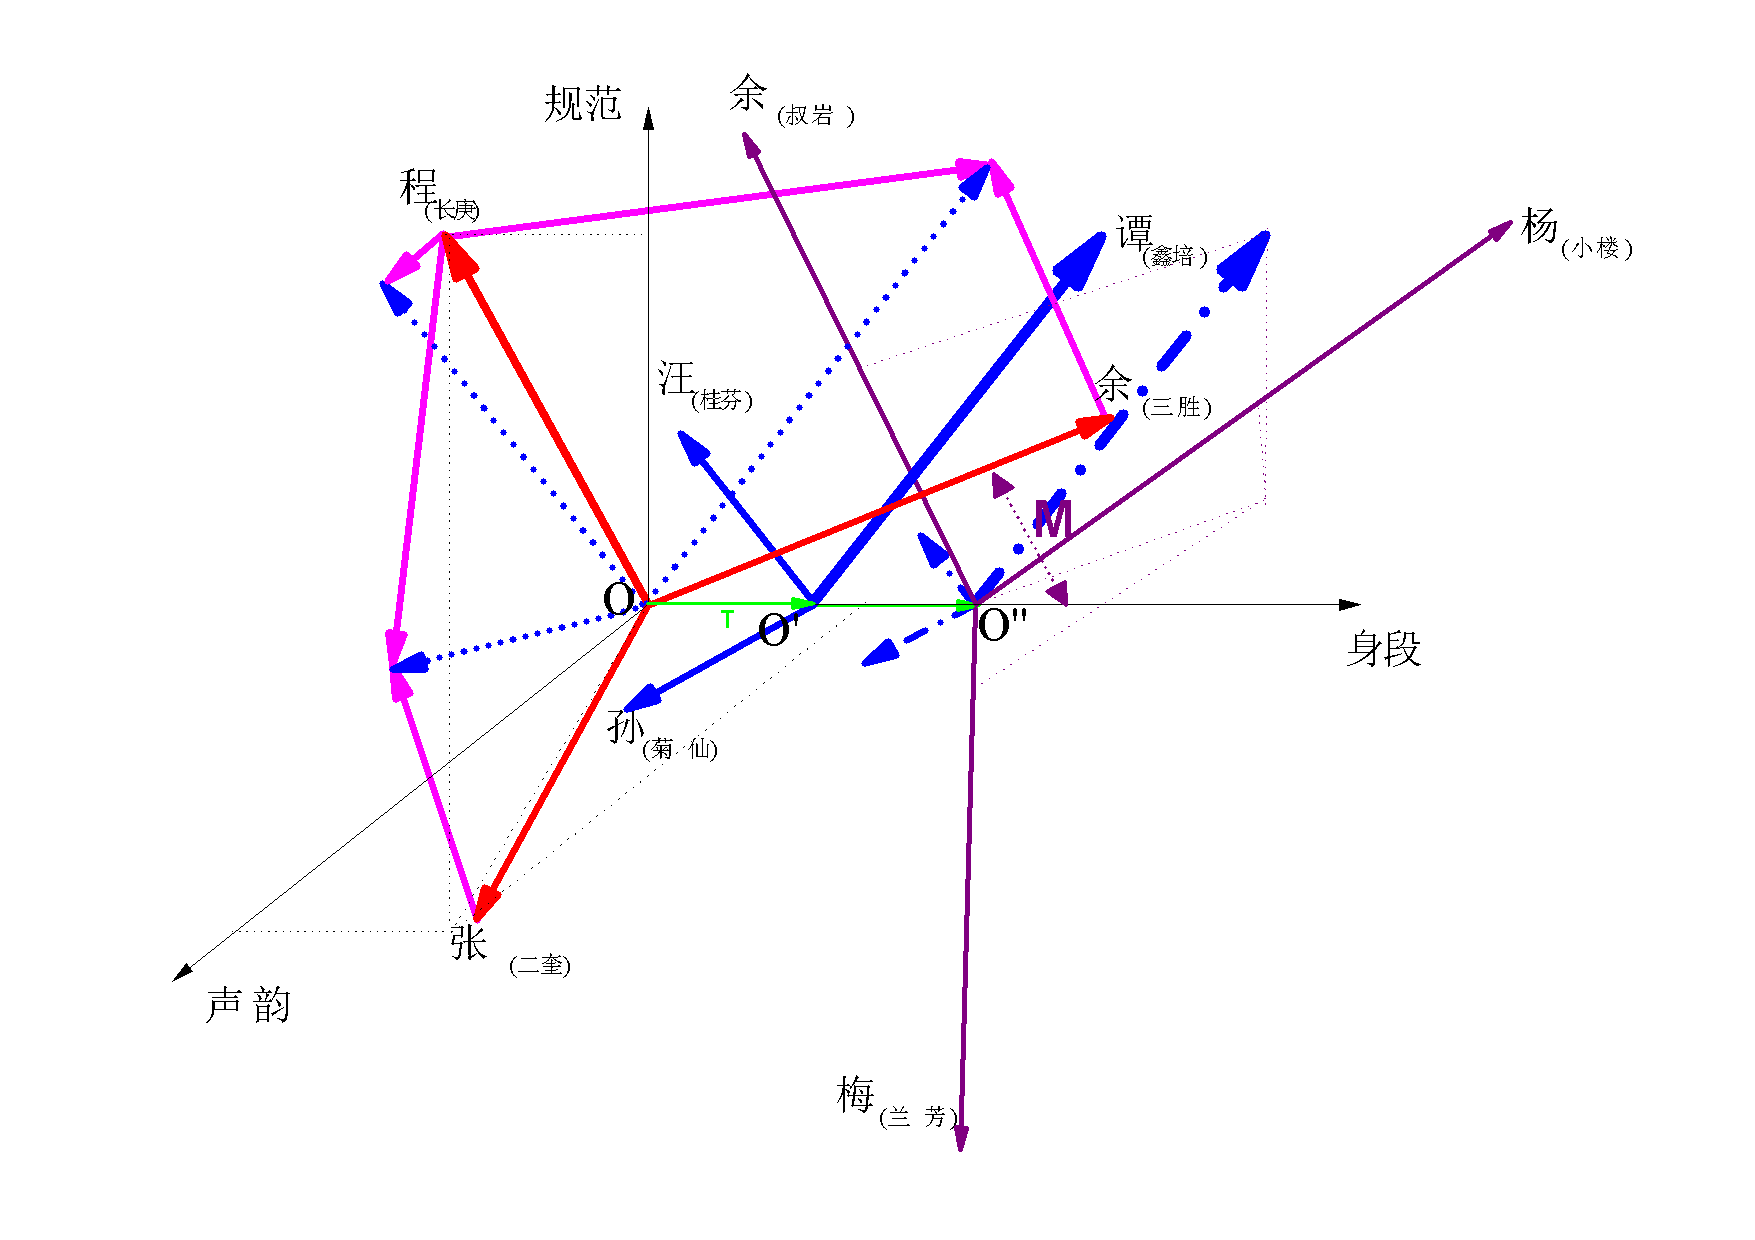 规范
余(叔岩 )
程(长庚)
谭(鑫培)
杨(小楼)
汪(桂芬)
余(三胜)
M
O
T
O'
O"
身段
孙(菊 仙)
张 (二奎)
声韵
梅(兰 芳)